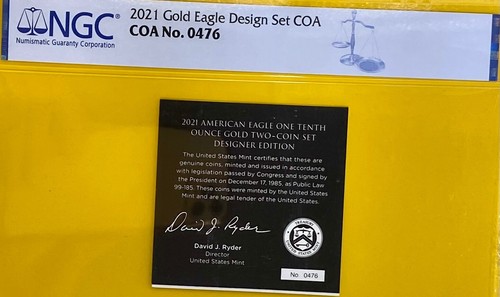 NGC
Numismatic Guaranty Corporation
2021 Gold Eagle Design Set COA
COA No. 0476
2021 AMERICAN EAGLE ONE TENTH
OUNCE GOLD TWO-COIN SET
DESIGNER EDITION
The United States Mint certifies that these are
genuine coins, minted and issued in accordance
with legislation passed by Congress and signed by
the President on December 17, 1985, as Public Law
99-185. These coins were minted by the United States
Mint and are legal tender of the United States.
David J. Ryder
David J. Ryder
Director
United States Mint
No 0476